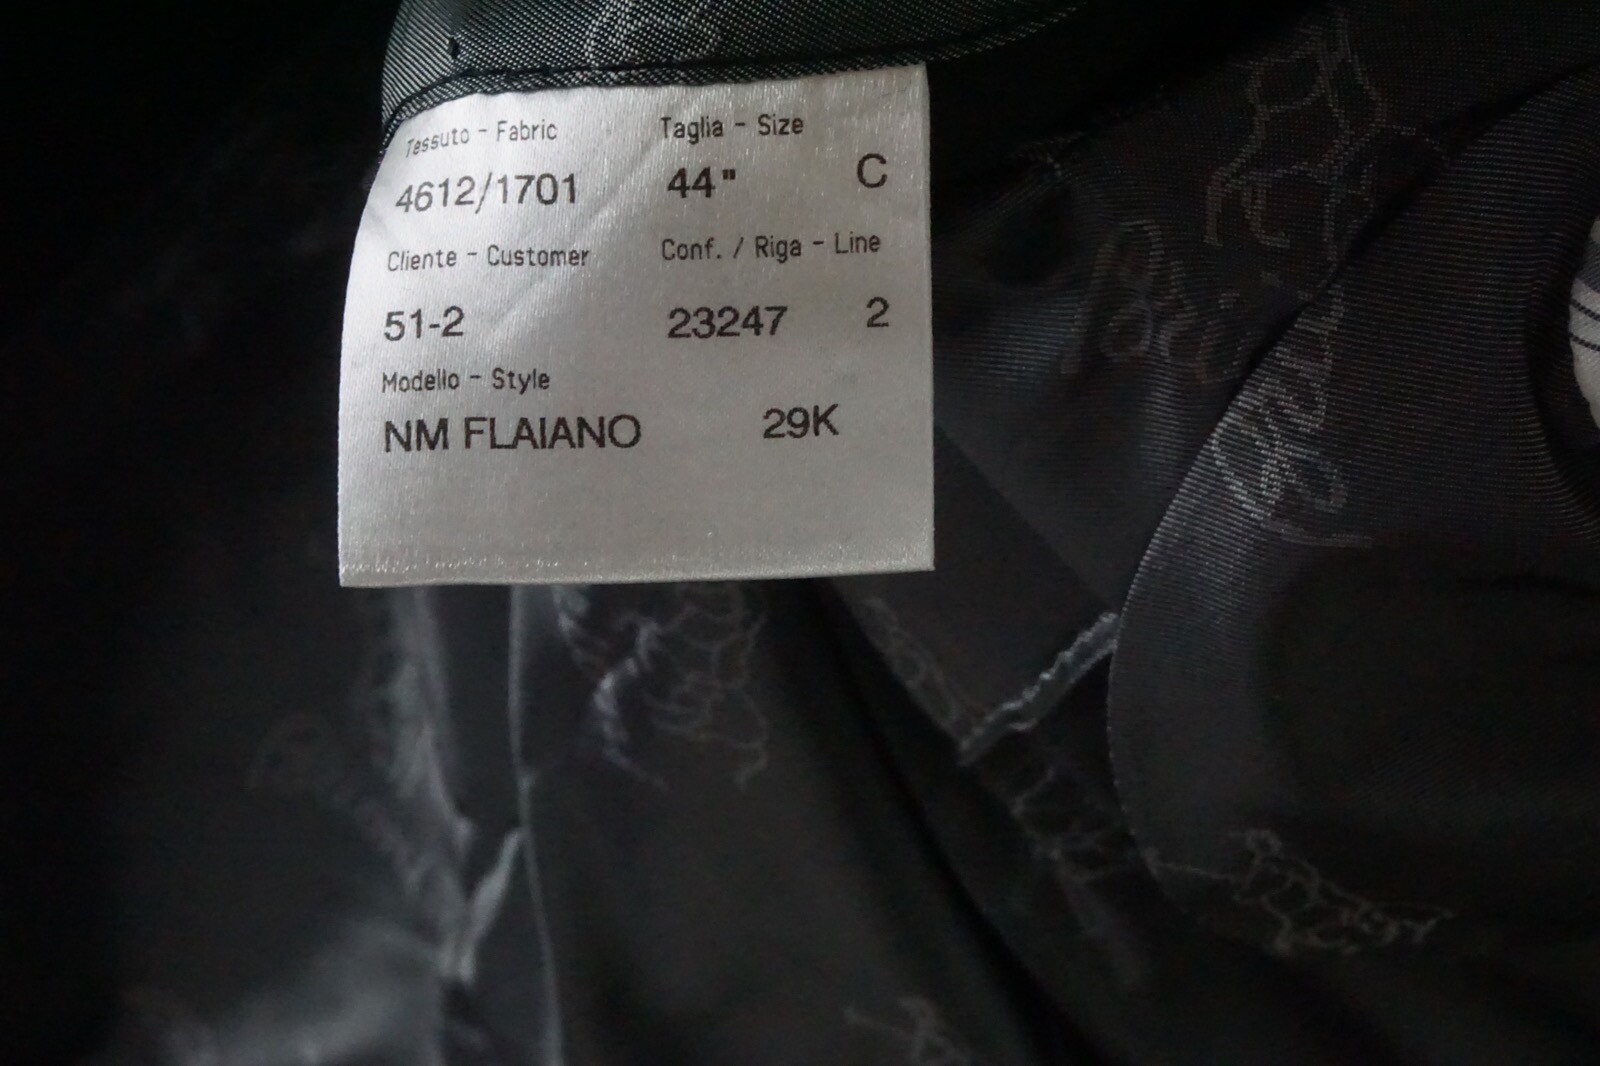 Tessuto - Fabric Taglia - Size
4612/1701 44" C
Cliente - Customer Conf. / Riga - Line
51-2 23247 2
Modello - Style
NM FLAIANO 29K